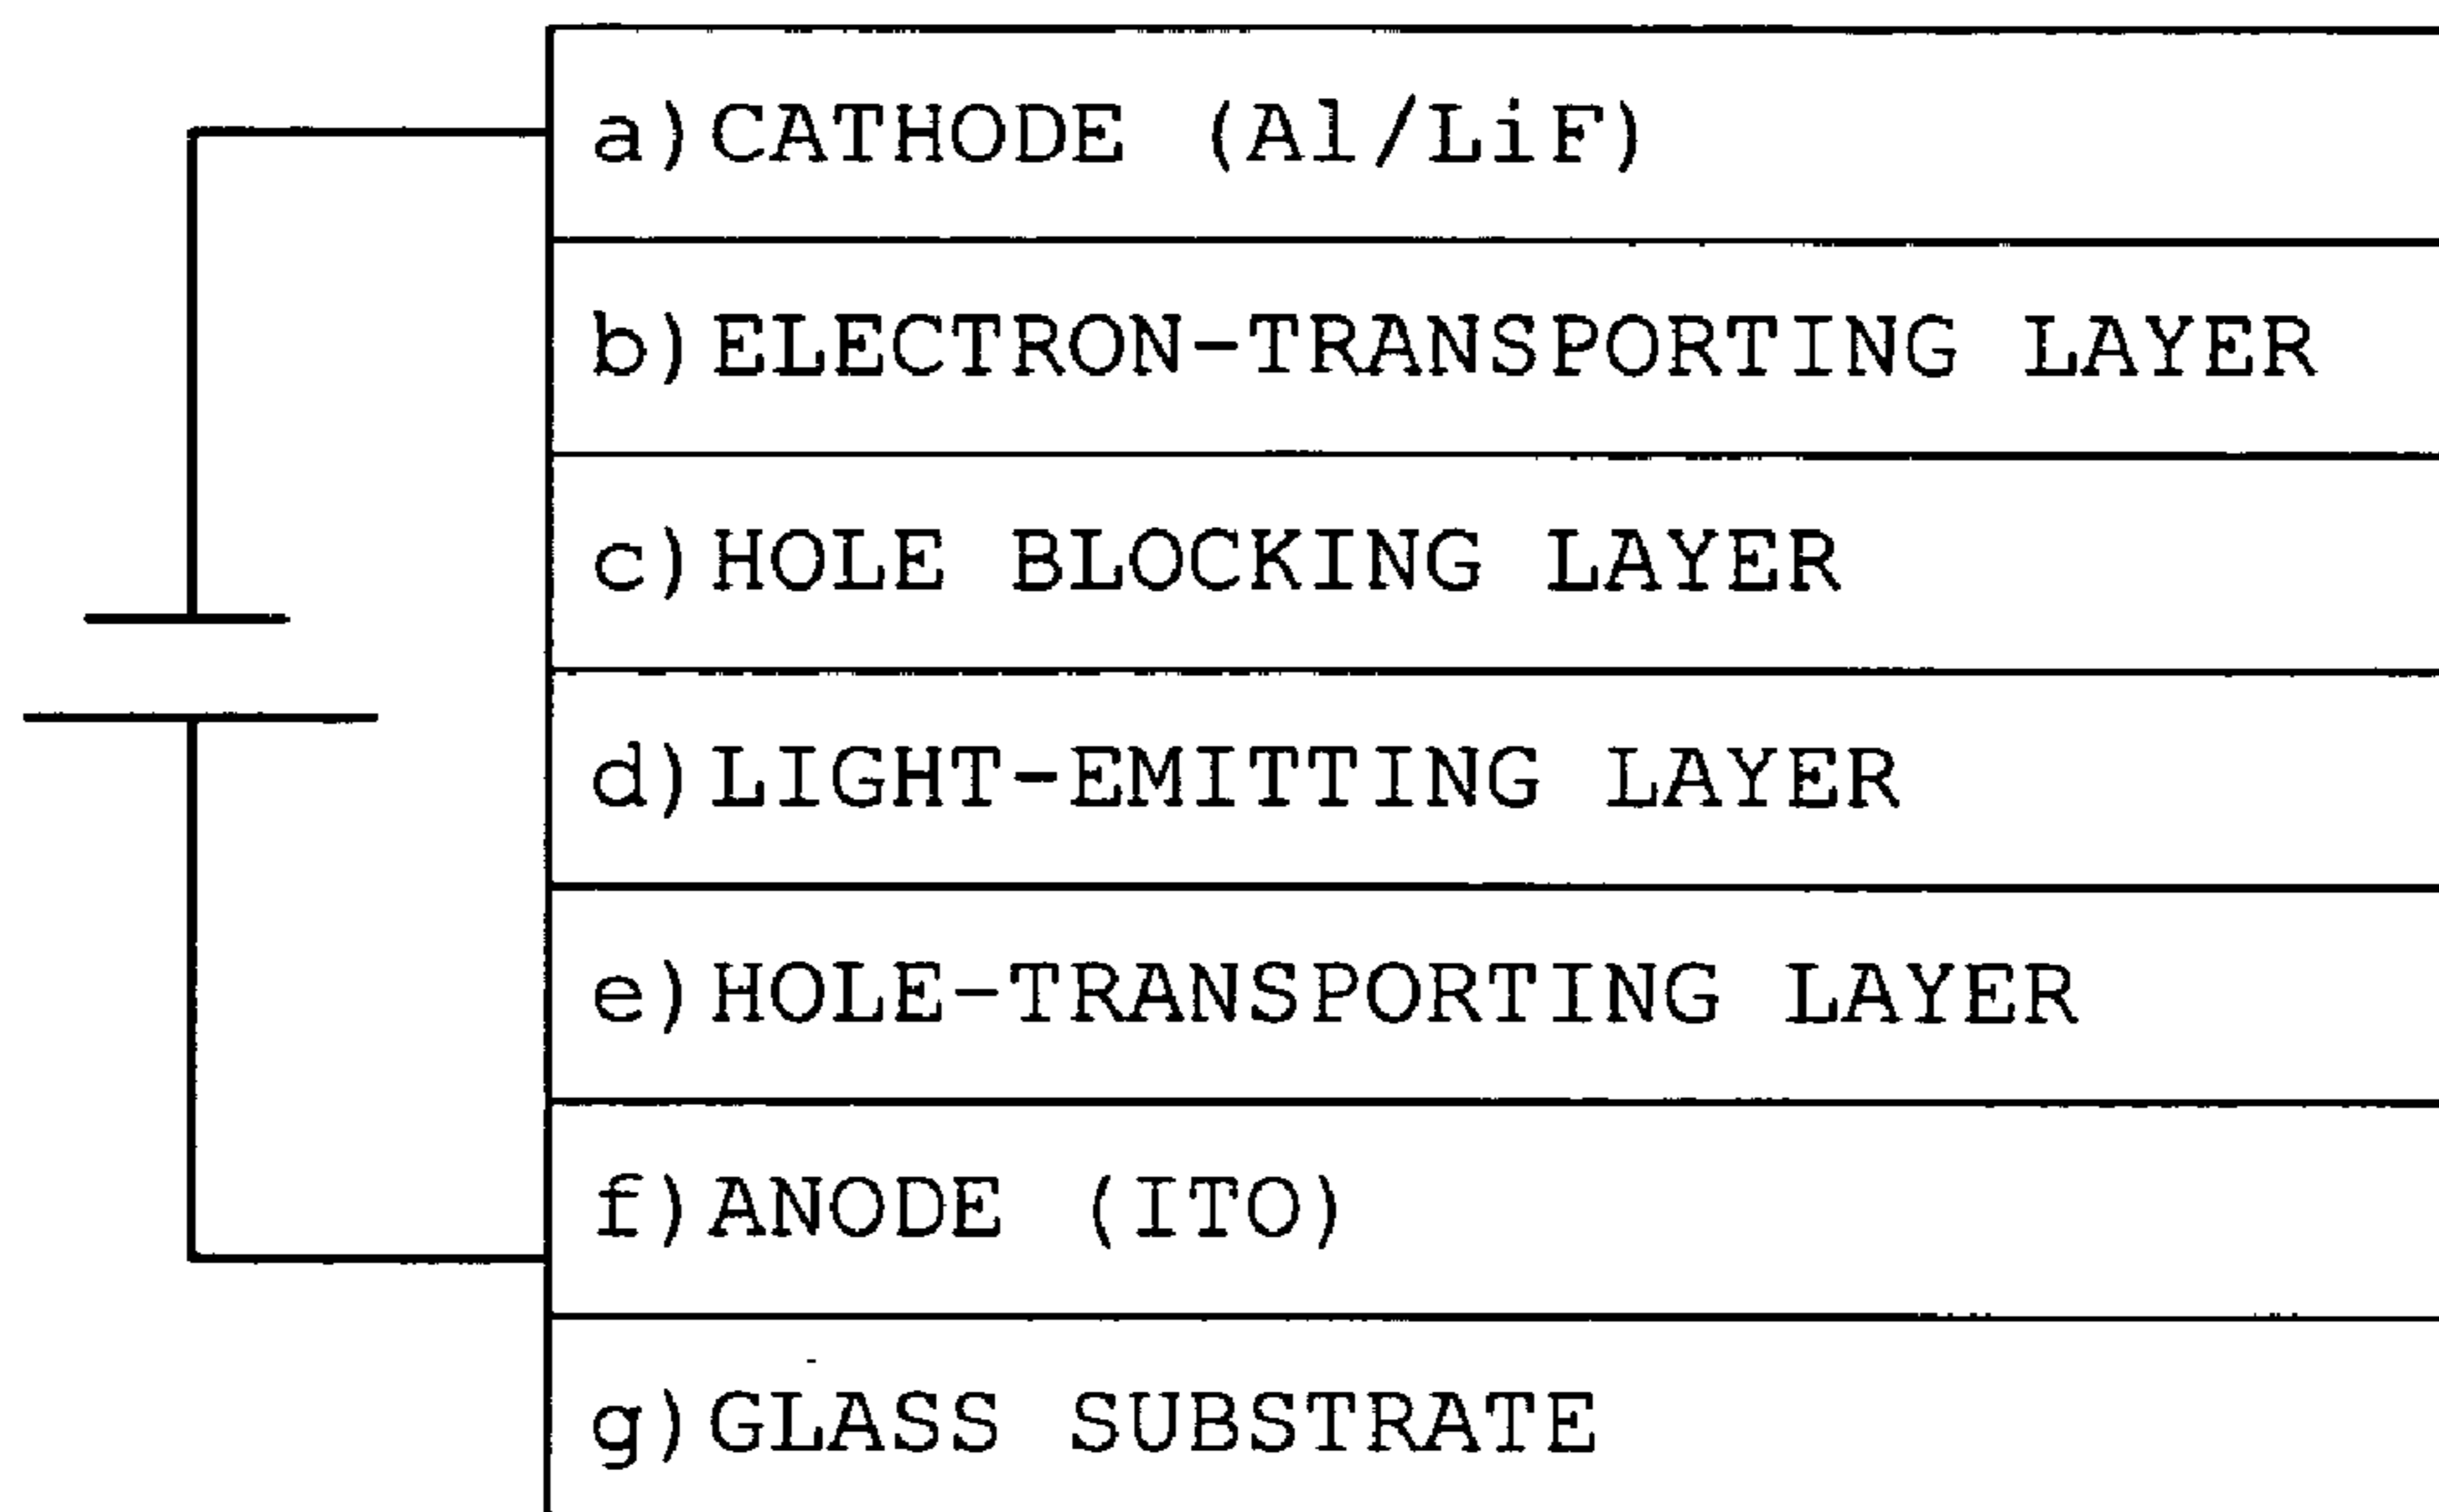 a)CATHODE (Al/LiF)
b)ELECTRON-TRANSPORTING LAYER
c)HOLE BLOCKING LAYER
d)LIGHT-EMITTING LAYER
e)HOLE-TRANSPORTING LAYER
f)ANODE (ITO)
g)GLASS SUBSTRATE